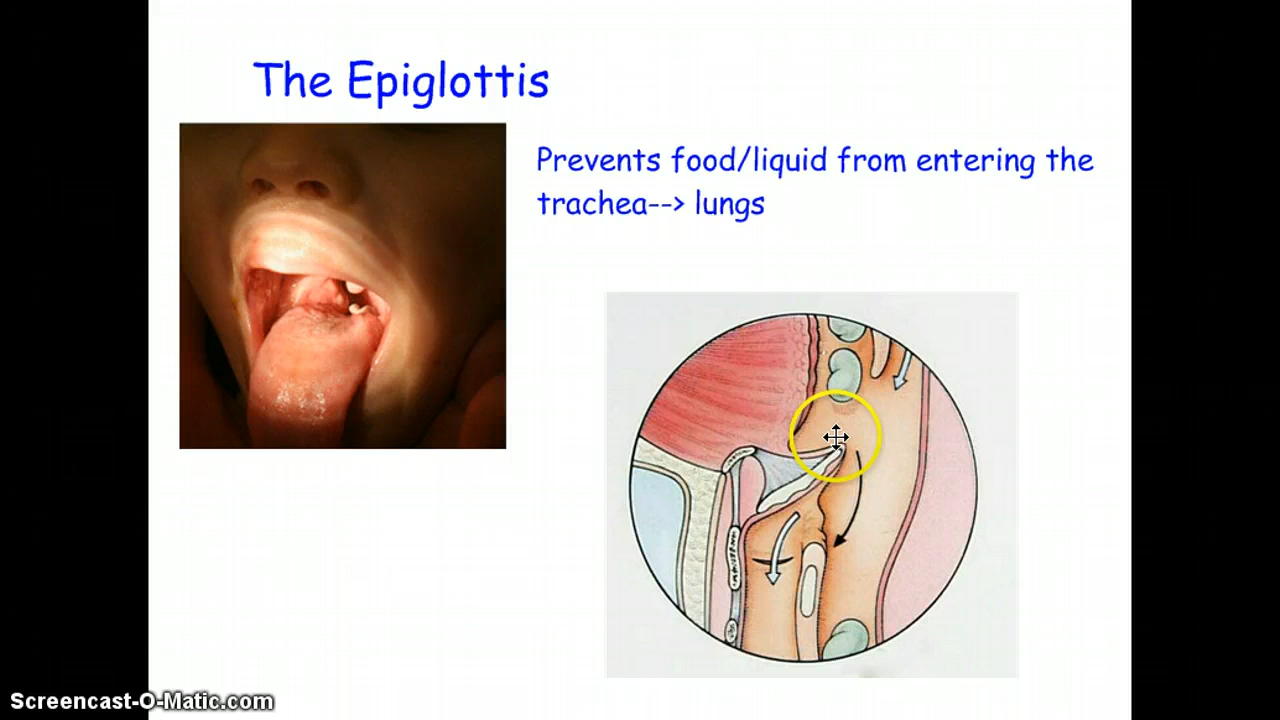 The Epiglottis
Prevents food/liquid from entering the
trachea--> lungs
Screencast-O-Matic.com